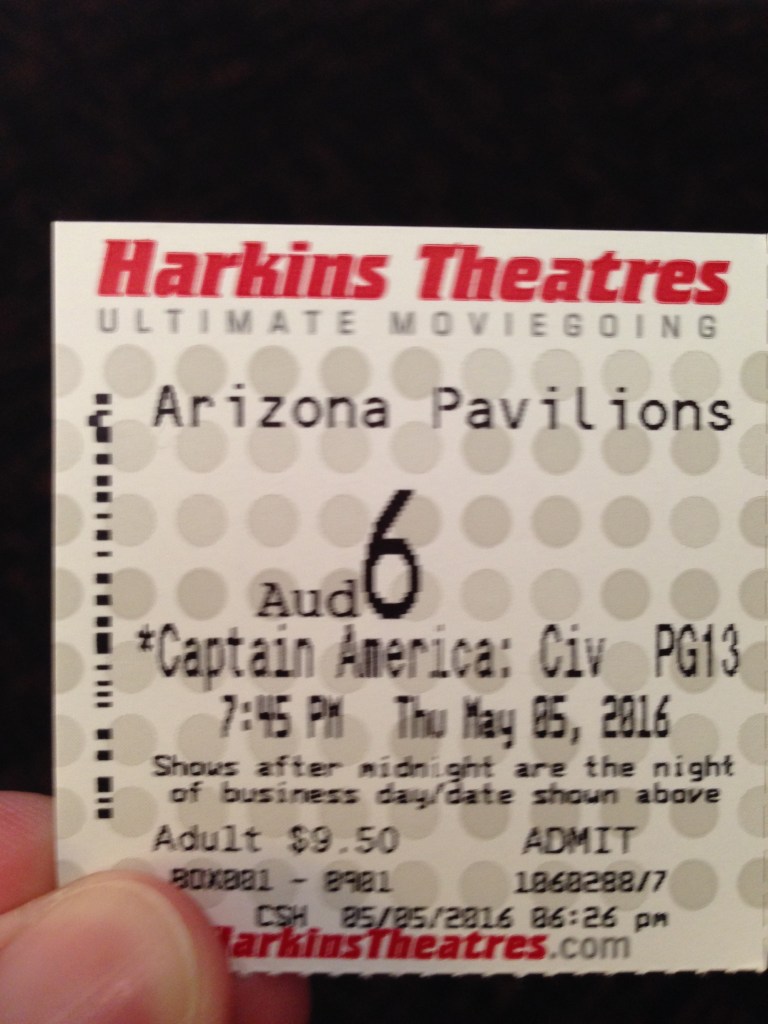 Harkins Theatres
ULTIMATE MOVIEGOING
Arizona Pavilions
Aud 6
*Captain America: Civ PG13
7:45 PM Thu May 05, 2016
Shows after midnight are the night
of business day/date shown above
Adult $9.50 ADMIT
BOX001 - 0901 1060288/7
CSH 05/05/2016 06:26 pm
HarkinsTheatres.com